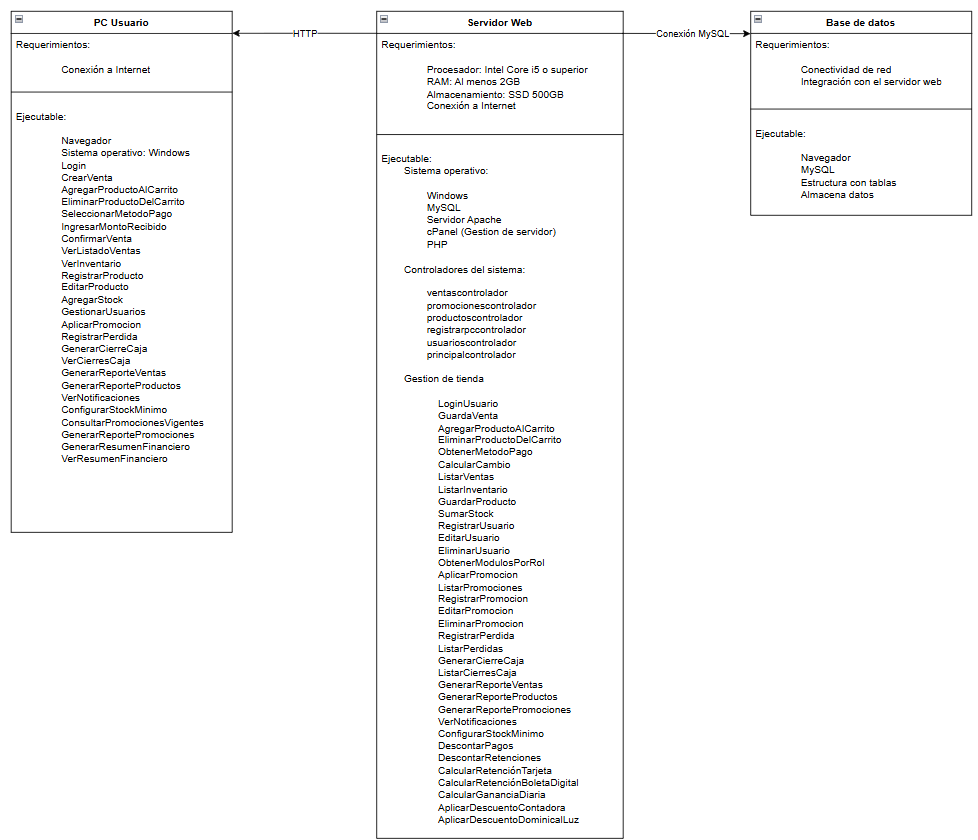 PC Usuario
Requerimientos:
Conexión a Internet
Ejecutable:
Navegador
Sistema operativo: Windows
Login
CrearVenta
AgregarProductoAlCarrito
EliminarProductoDelCarrito
SeleccionarMetodoPago
IngresarMontoRecibido
ConfirmarVenta
VerListadoVentas
VerInventario
RegistrarProducto
EditarProducto
AgregarStock
GestionarUsuarios
AplicarPromocion
RegistrarPerdida
GenerarCierreCaja
VerCierresCaja
GenerarReporteVentas
GenerarReporteProductos
VerNotificaciones
ConfigurarStockMinimo
ConsultarPromocionesVigentes
GenerarReportePromociones
GenerarResumenFinanciero
VerResumenFinanciero
HTTP
Servidor Web
Requerimientos:
Procesador: Intel Core i5 o superior
RAM: Al menos 2GB
Almacenamiento: SSD 500GB
Conexión a Internet
Ejecutable:
Sistema operativo:
Windows
MySQL
Servidor Apache
cPanel (Gestion de servidor)
PHP
Controladores del sistema:
ventascontrolador
promocionescontrolador
productoscontrolador
registrarpccontrolador
usuarioscontrolador
principalcontrolador
Gestion de tienda
LoginUsuario
GuardaVenta
AgregarProductoAlCarrito
EliminarProductoDelCarrito
ObtenerMetodoPago
CalcularCambio
ListarVentas
ListarInventario
GuardarProducto
SumarStock
RegistrarUsuario
EditarUsuario
EliminarUsuario
ObtenerModulosPorRol
AplicarPromocion
ListarPromociones
RegistrarPromocion
EditarPromocion
EliminarPromocion
RegistrarPerdida
ListarPerdidas
GenerarCierreCaja
ListarCierresCaja
GenerarReporteVentas
GenerarReporteProductos
GenerarReportePromociones
VerNotificaciones
ConfigurarStockMinimo
DescontarPagos
DescontarRetenciones
CalcularRetenciónTarjeta
CalcularRetenciónBoletaDigital
CalcularGananciaDiaria
AplicarDescuentoContadora
AplicarDescuentoDominicalLuz
Conexión MySQL
Base de datos
Requerimientos:
Conectividad de red
Integración con el servidor web
Ejecutable:
Navegador
MySQL
Estructura con tablas
Almacena datos